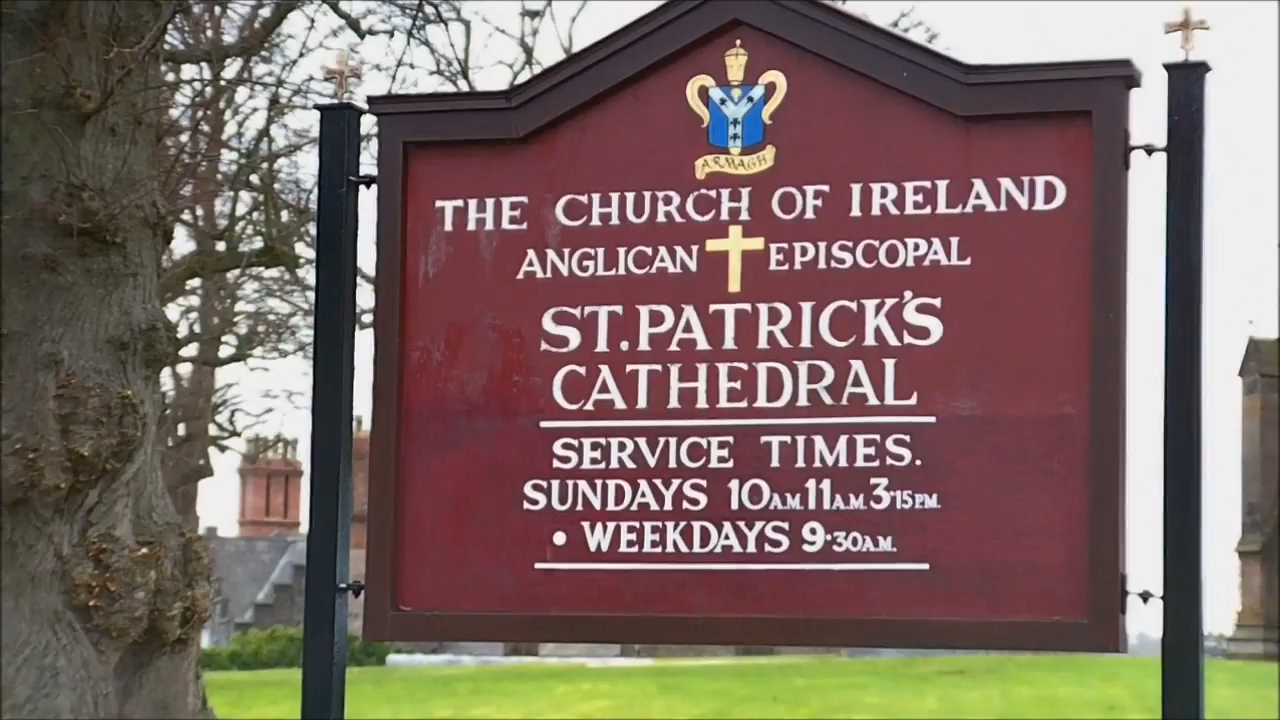 ARMAGH
THE CHURCH OF IRELAND
ANGLICAN EPISCOPAL
ST. PATRICK'S
CATHEDRAL
SERVICE TIMES.
SUNDAYS 10A.M. 11A.M. 3·15P.M.
• WEEKDAYS 9·30A.M.